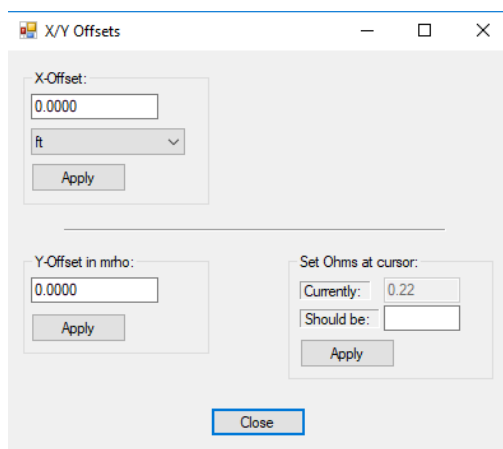 X/Y Offsets
X-Offset:
0.0000
ft
Apply
Y-Offset in mrho:
0.0000
Apply
Set Ohms at cursor:
Currently: 0.22
Should be:
Apply
Close